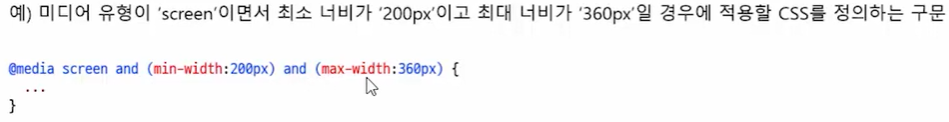 예) 미디어 유형이 ‘screen’이면서 최소 너비가 ‘200px’이고 최대 너비가 ‘360px’일 경우에 적용할 CSS를 정의하는 구문
@media screen and (min-width:200px) and (max-width:360px) {
...
}